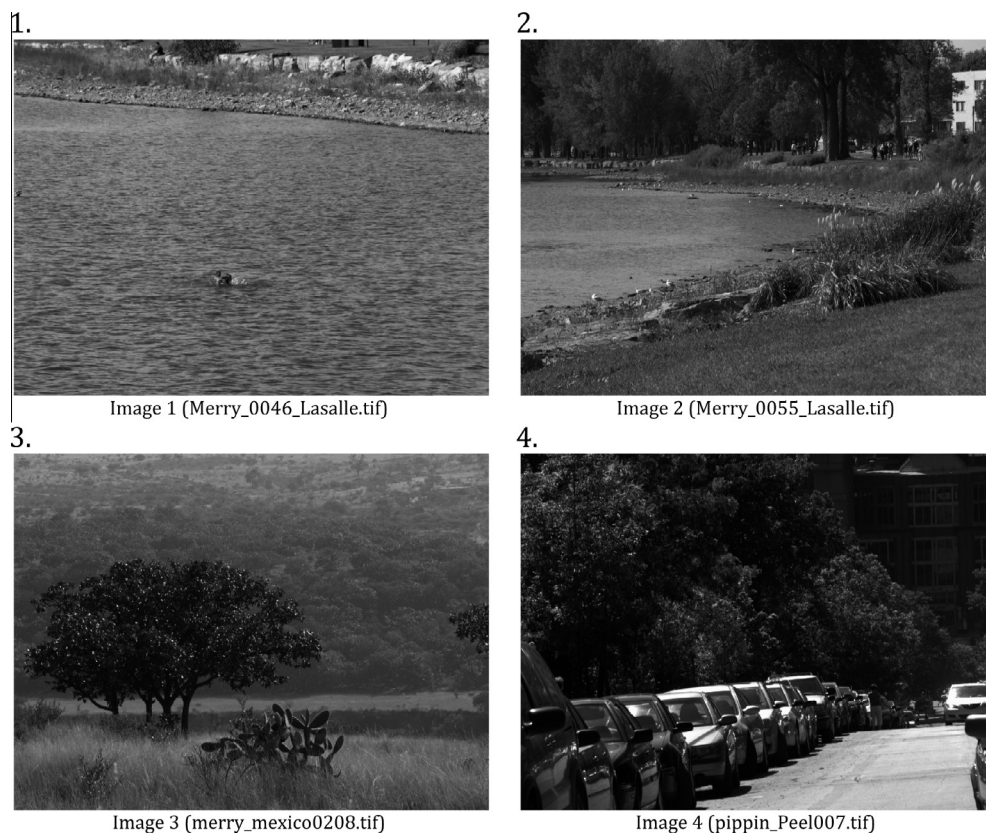 1.
2.
Image 1 (Merry_0046_Lasalle.tif)
Image 2 (Merry_0055_Lasalle.tif)
3.
4.
Image 3 (merry_mexico0208.tif)
Image 4 (pippin_Peel007.tif)